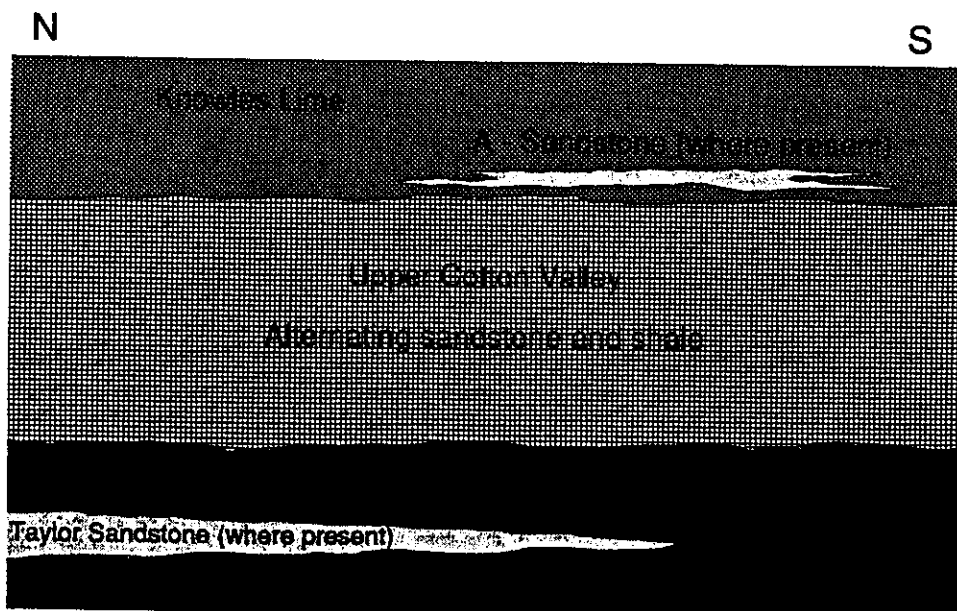 N
S
Knowles Lime
A - Sandstone (where present)
Upper Cotton Valley
Alternating sandstone and shale
Taylor Sandstone (where present)